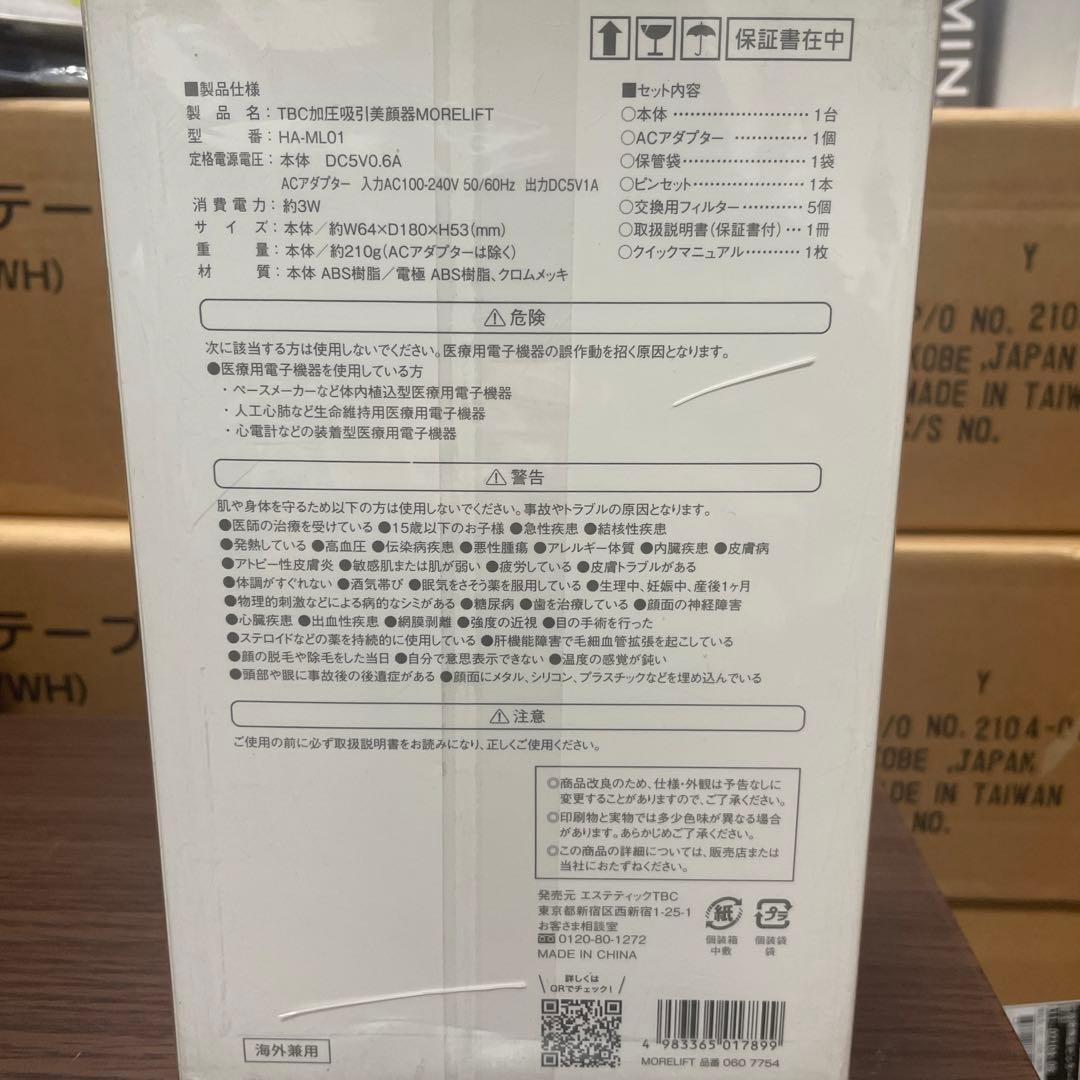 保証書在中
■製品仕様
製品名：TBC加圧吸引美顔器MORELIFT
型番：HA-ML01
定格電源電圧：本体 DC5V0.6A
ACアダプター 入力AC100-240V 50/60Hz 出力DC5V1A
消費電力：約3W
サイズ：本体／約W64×D180×H53(mm)
重量：本体／約210g(ACアダプターは除く)
材質：本体 ABS樹脂／電極 ABS樹脂、クロムメッキ
■セット内容
○本体‥‥‥‥‥‥‥‥1台
○ACアダプター ‥‥‥‥‥1個
○保管袋‥‥‥‥‥‥‥1袋
○ピンセット‥‥‥‥‥‥1本
○交換用フィルター‥‥‥‥5個
○取扱説明書(保証書付)‥‥1冊
○クイックマニュアル‥‥‥‥1枚
⚠危険
次に該当する方は使用しないでください。医療用電子機器の誤作動を招く原因となります。
●医療用電子機器を使用している方
・ペースメーカーなど体内植込型医療用電子機器
・人工心肺など生命維持用医療用電子機器
・心電計などの装着型医療用電子機器
⚠警告
肌や身体を守るため以下の方は使用しないでください。事故やトラブルの原因となります。
●医師の治療を受けている ●15歳以下のお子様 ●急性疾患 ●結核性疾患
●発熱している ●高血圧 ●伝染病疾患 ●悪性腫瘍 ●アレルギー体質 ●内臓疾患 ●皮膚病
●アトピー性皮膚炎 ●敏感肌または肌が弱い ●疲労している ●皮膚トラブルがある
●体調がすぐれない ●酒気帯び ●眠気をさそう薬を服用している ●生理中、妊娠中、産後1ヶ月
●物理的刺激などによる病的なシミがある ●糖尿病 ●歯を治療している ●顔面の神経障害
●心臓疾患 ●出血性疾患 ●網膜剥離 ●強度の近視 ●目の手術を行った
●ステロイドなどの薬を持続的に使用している ●肝機能障害で毛細血管拡張を起こしている
●顔の脱毛や除毛をした当日 ●自分で意思表示できない ●温度の感覚が鈍い
●頭部や眼に事故後の後遺症がある ●顔面にメタル、シリコン、プラスチックなどを埋め込んでいる
⚠注意
ご使用の前に必ず取扱説明書をお読みになり、正しくご使用ください。
◎商品改良のため、仕様・外観は予告なしに
変更することがありますので、ご了承ください。
◎印刷物と実物では多少色味が異なる場合
があります。あらかじめご了承ください。
◎この商品の詳細については、販売店または
当社におたずねください。
発売元 エステティックTBC
東京都新宿区西新宿1-25-1
お客さま相談室
0120-80-1272
MADE IN CHINA
紙
個装箱
中敷
プラ
個装袋
袋
詳しくは
QRでチェック！
4 983365 017899
MORELIFT 品番 060 7754
海外兼用
MIN
テー
WH)
テープ
WH)
Y
P/O NO. 210
KOBE ,JAPAN
MADE IN TAIW
C/S NO.
Y
/O NO. 2104-0
KOBE ,JAPAN
DE IN TAIWAN
NO.